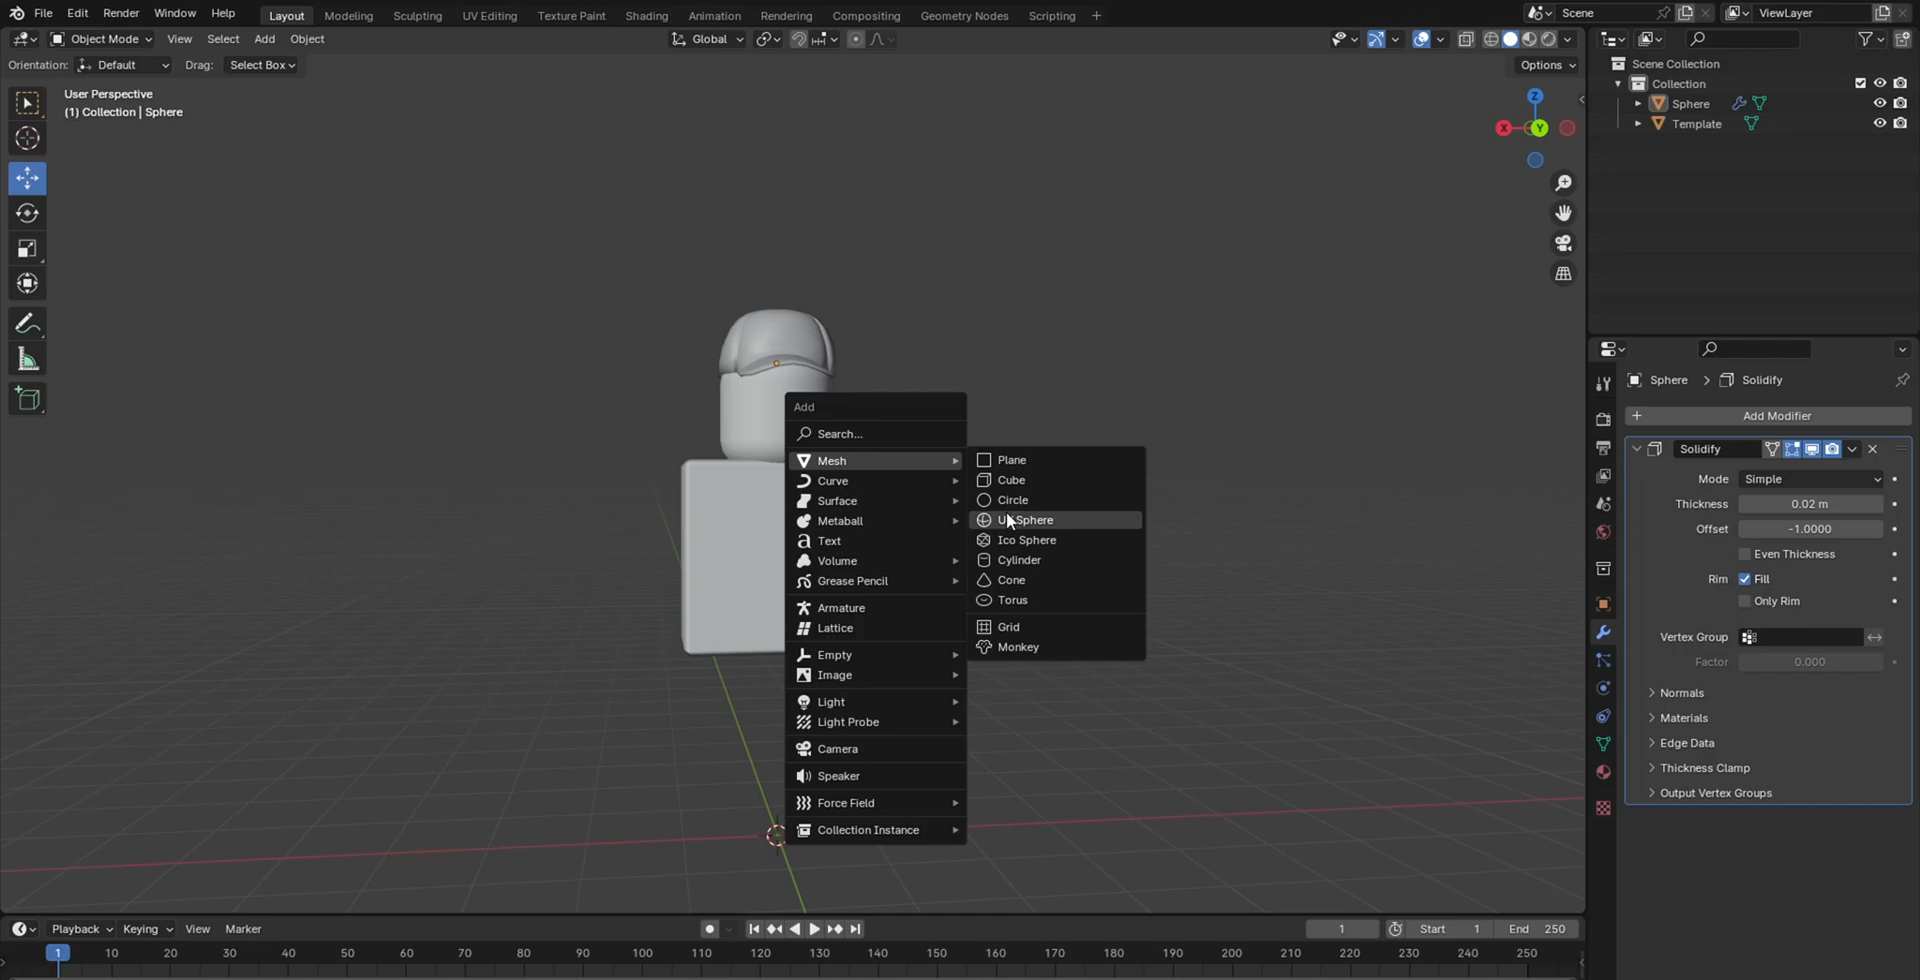 File Edit Render Window Help Layout Modeling Sculpting UV Editing Texture Paint Shading Animation Rendering Compositing Geometry Nodes Scripting + Scene ViewLayer
Object Mode View Select Add Object Global
Orientation: Default Drag: Select Box Options
User Perspective
(1) Collection | Sphere
Z
X
Y
Scene Collection
Collection
Sphere
Template
Add
Search...
Mesh
Curve
Surface
Metaball
Text
Volume
Grease Pencil
Armature
Lattice
Empty
Image
Light
Light Probe
Camera
Speaker
Force Field
Collection Instance
Plane
Cube
Circle
Sphere
Ico Sphere
Cylinder
Cone
Torus
Grid
Monkey
Sphere > Solidify
+ Add Modifier
Solidify
Mode Simple
Thickness 0.02 m
Offset -1.0000
Even Thickness
Rim Fill
Only Rim
Vertex Group
Factor 0.000
Normals
Materials
Edge Data
Thickness Clamp
Output Vertex Groups
Playback Keying View Marker 1 Start 1 End 250
1 10 20 30 40 50 60 70 80 90 100 110 120 130 140 150 160 170 180 190 200 210 220 230 240 250